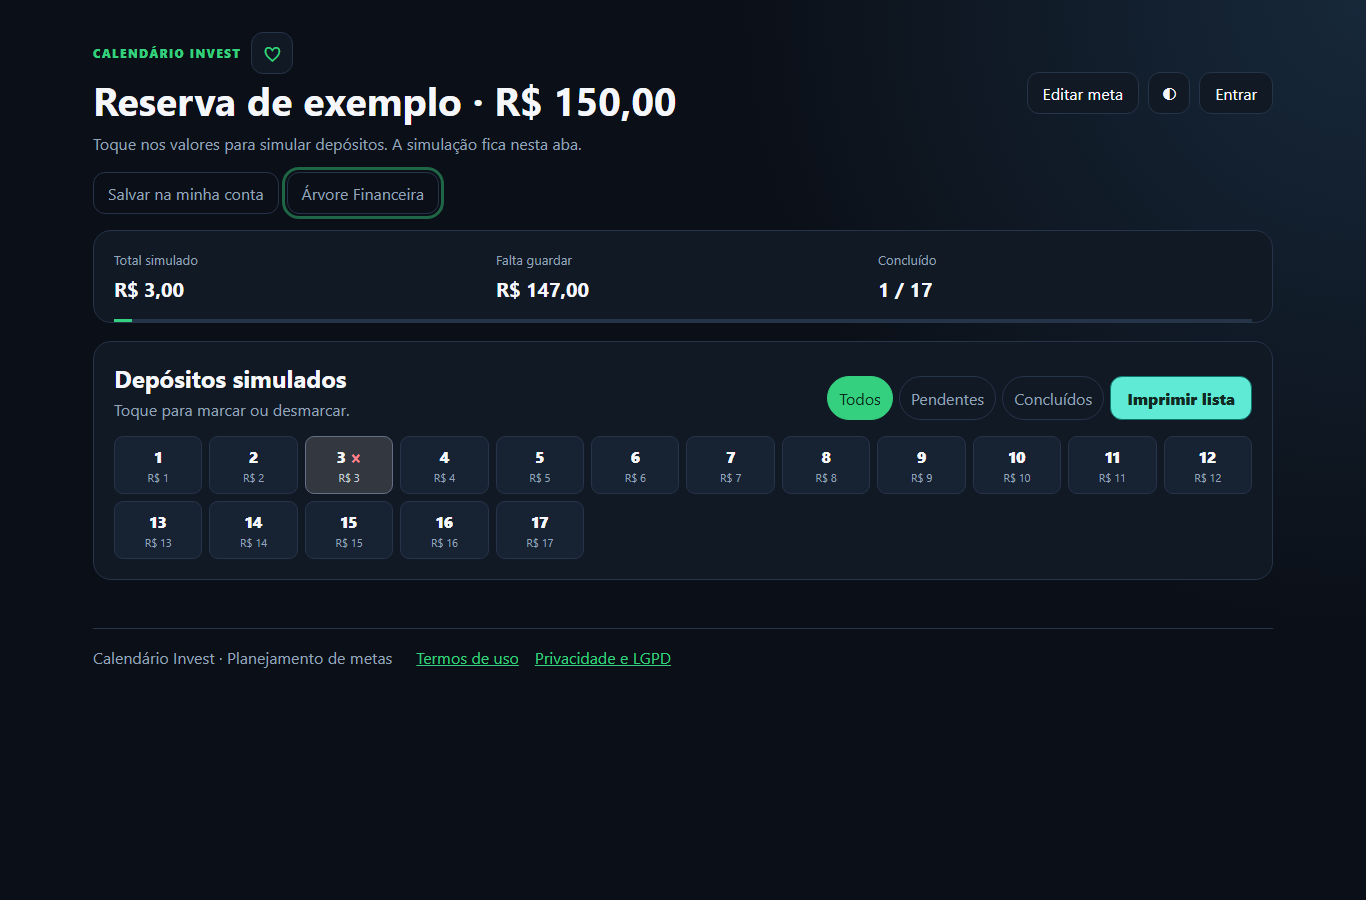 CALENDÁRIO INVEST
Reserva de exemplo · R$ 150,00
Toque nos valores para simular depósitos. A simulação fica nesta aba.
Editar meta
Entrar
Salvar na minha conta
Árvore Financeira
Total simulado
R$ 3,00
Falta guardar
R$ 147,00
Concluído
1 / 17
Depósitos simulados
Toque para marcar ou desmarcar.
Todos
Pendentes
Concluídos
Imprimir lista
1
R$ 1
2
R$ 2
3 ×
R$ 3
4
R$ 4
5
R$ 5
6
R$ 6
7
R$ 7
8
R$ 8
9
R$ 9
10
R$ 10
11
R$ 11
12
R$ 12
13
R$ 13
14
R$ 14
15
R$ 15
16
R$ 16
17
R$ 17
Calendário Invest · Planejamento de metas
Termos de uso
Privacidade e LGPD